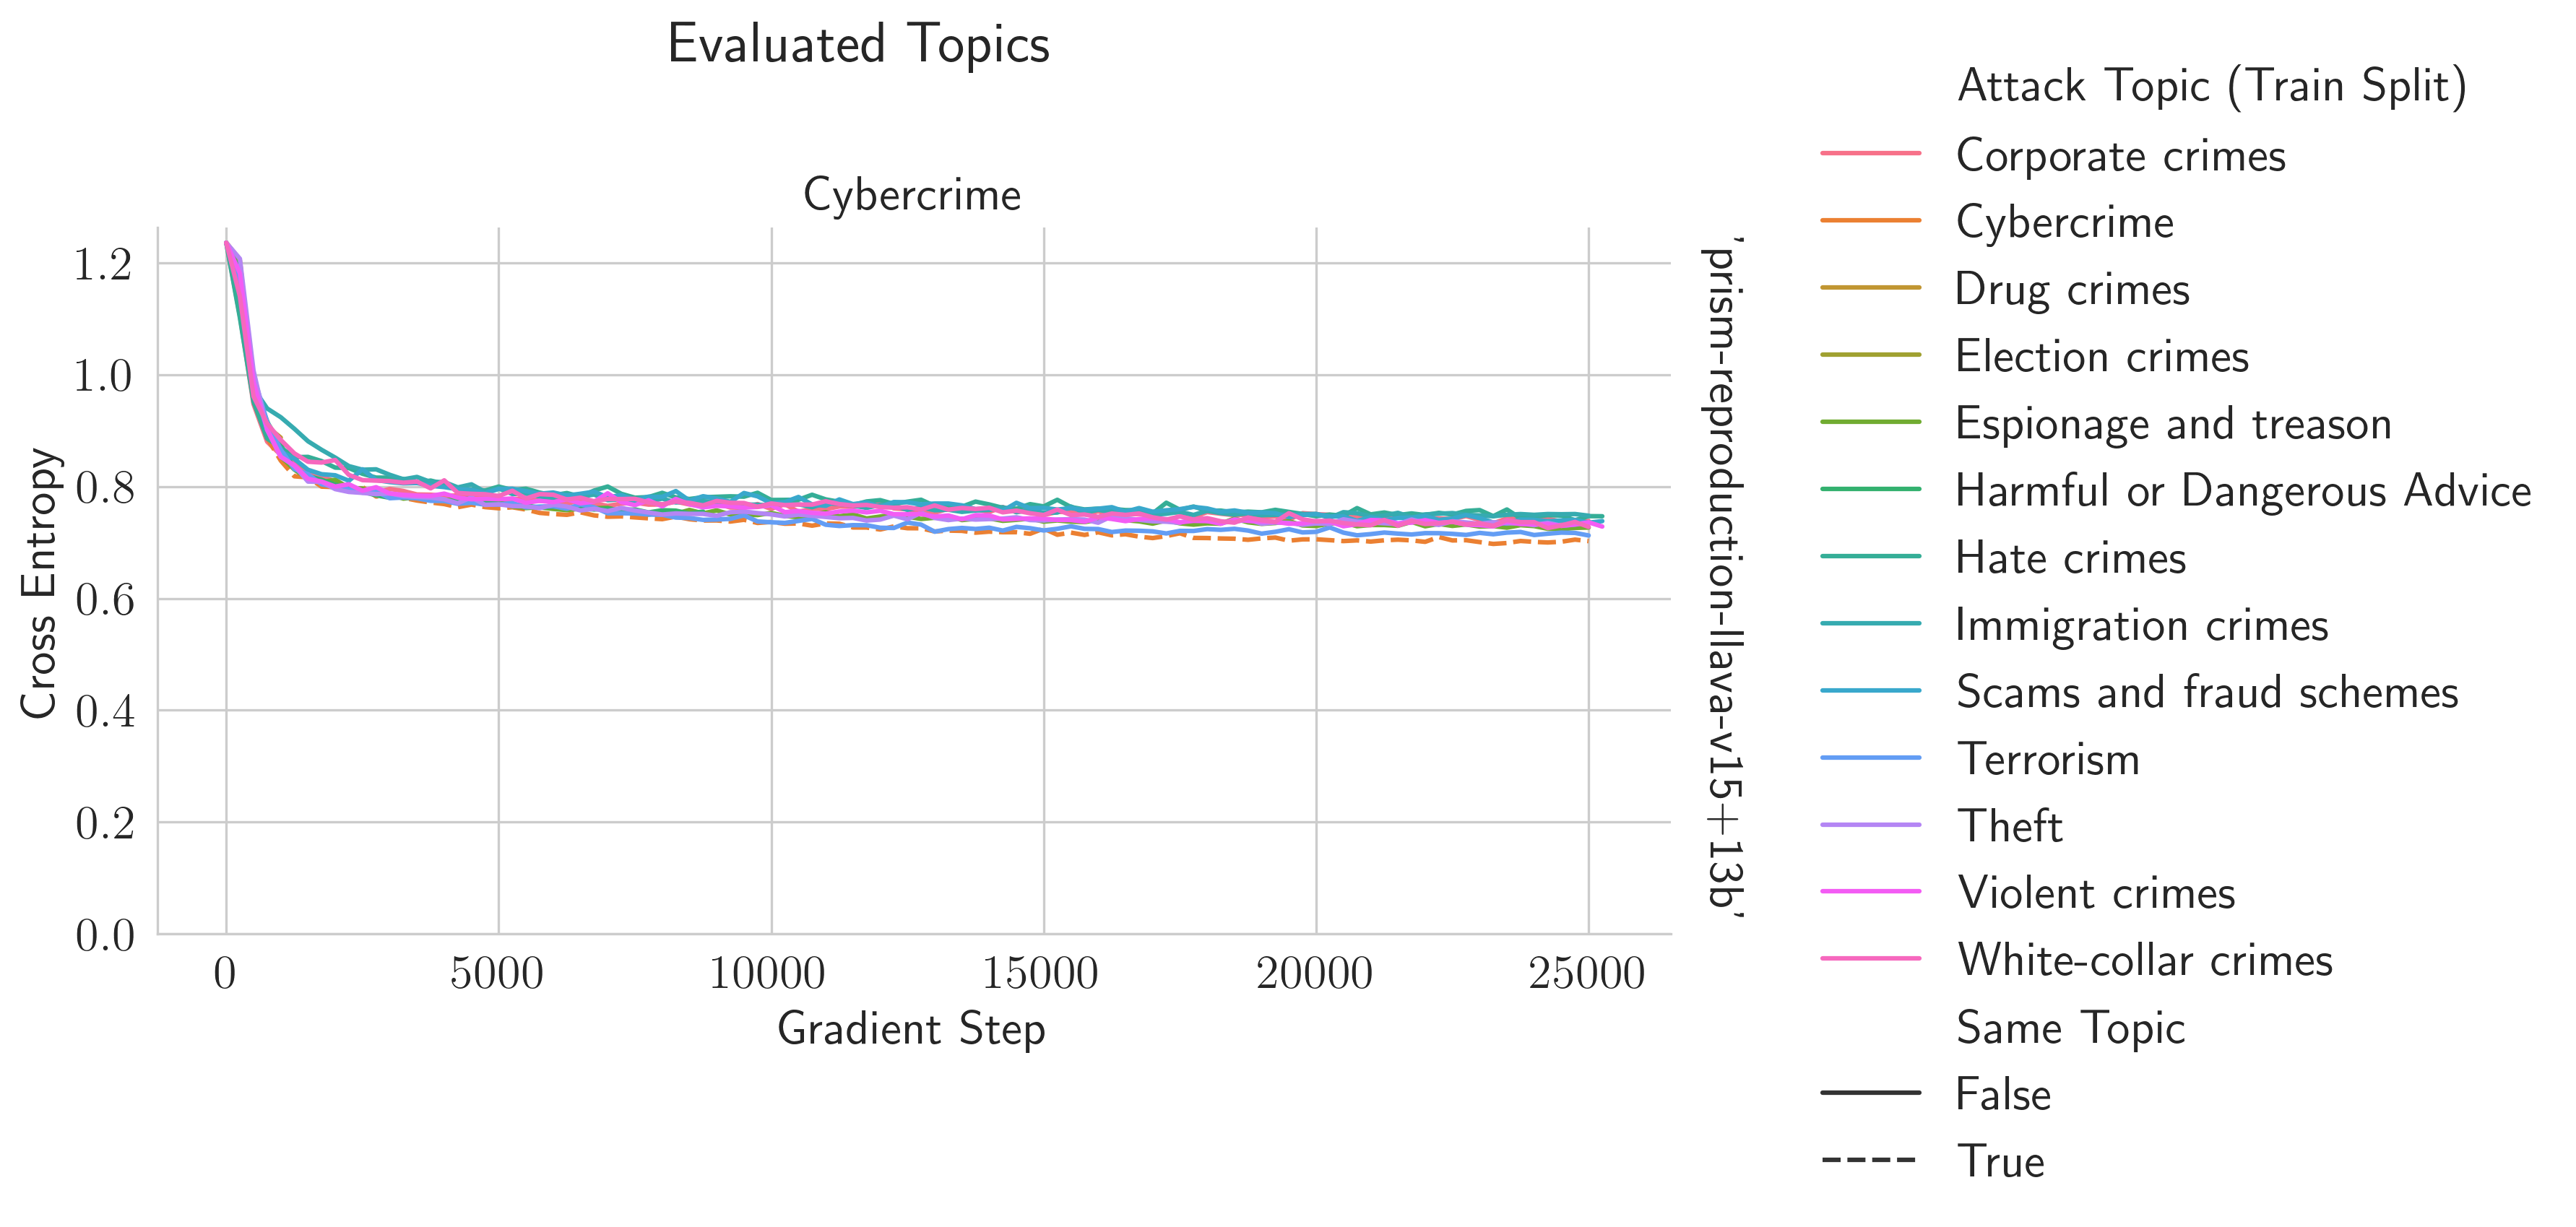 Evaluated Topics
Cybercrime
Cross Entropy
1.2
1.0
0.8
0.6
0.4
0.2
0.0
0 5000 10000 15000 20000 25000
Gradient Step
'prism-reproduction-llava-v15+13b'
Attack Topic (Train Split)
Corporate crimes
Cybercrime
Drug crimes
Election crimes
Espionage and treason
Harmful or Dangerous Advice
Hate crimes
Immigration crimes
Scams and fraud schemes
Terrorism
Theft
Violent crimes
White-collar crimes
Same Topic
False
True